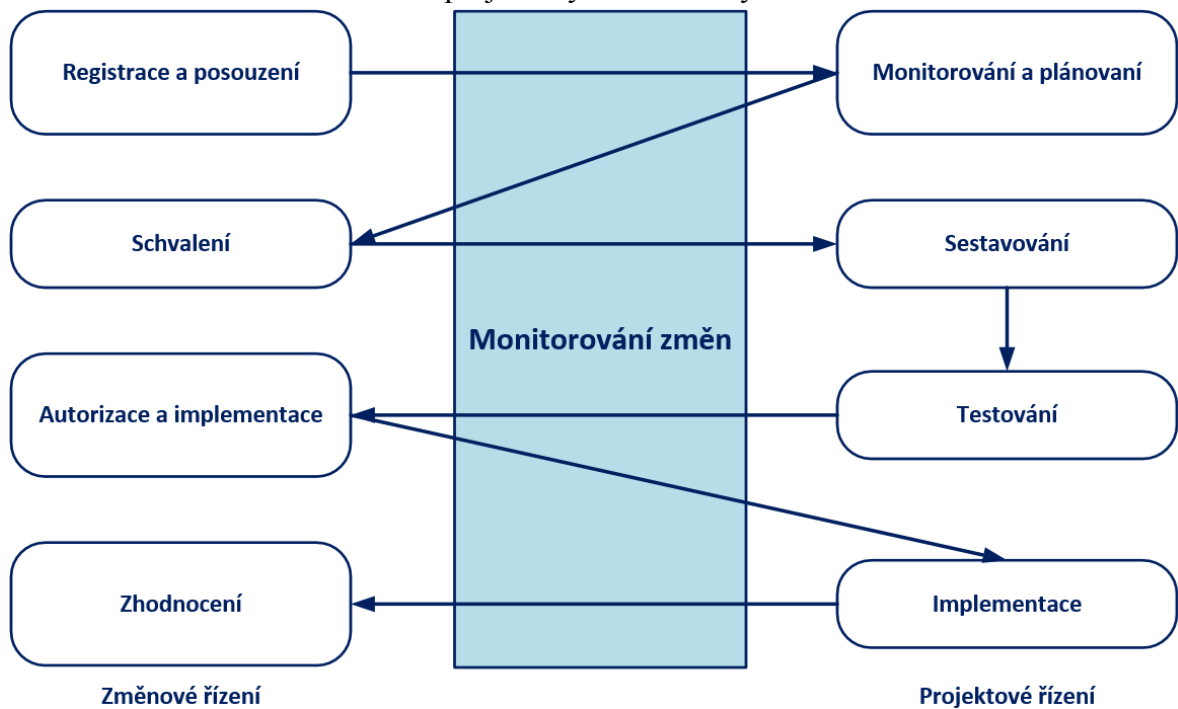 Registrace a posouzení
Monitorování a plánovaní
Schvalení
Sestavování
Monitorování změn
Autorizace a implementace
Testování
Zhodnocení
Implementace
Změnové řízení
Projektové řízení